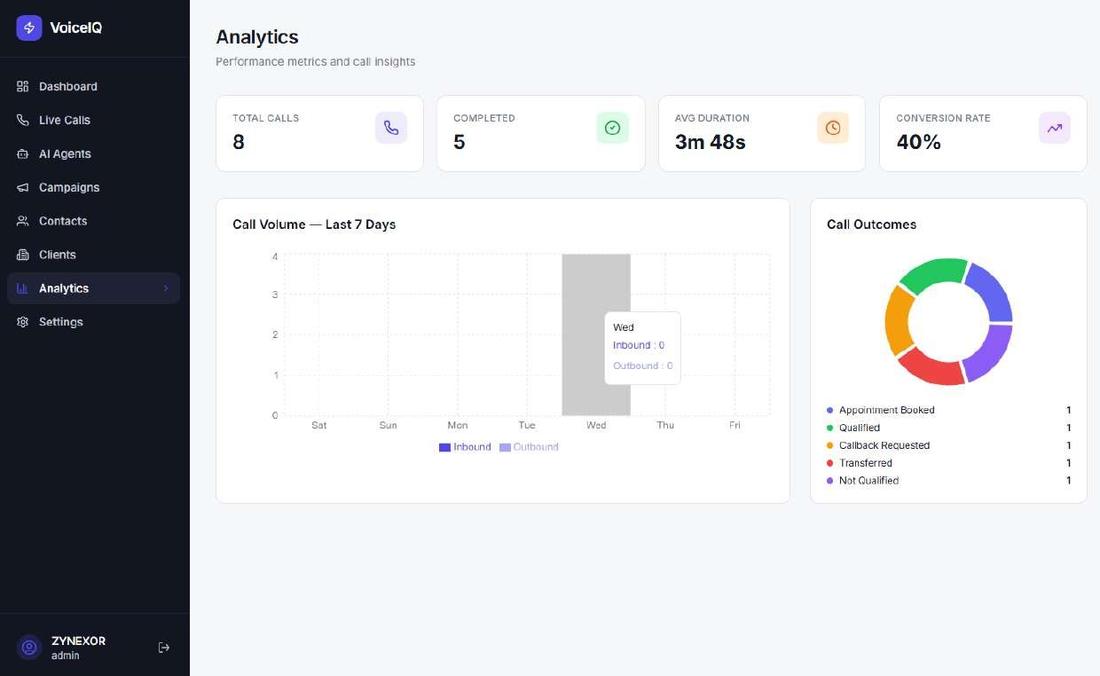 VoiceIQ
Dashboard
Live Calls
AI Agents
Campaigns
Contacts
Clients
Analytics
Settings
ZYNEXOR
admin
Analytics
Performance metrics and call insights
TOTAL CALLS
8
COMPLETED
5
AVG DURATION
3m 48s
CONVERSION RATE
40%
Call Volume — Last 7 Days
4
3
2
1
0
Sat Sun Mon Tue Wed Thu Fri
Wed
Inbound : 0
Outbound : 0
Inbound Outbound
Call Outcomes
Appointment Booked 1
Qualified 1
Callback Requested 1
Transferred 1
Not Qualified 1